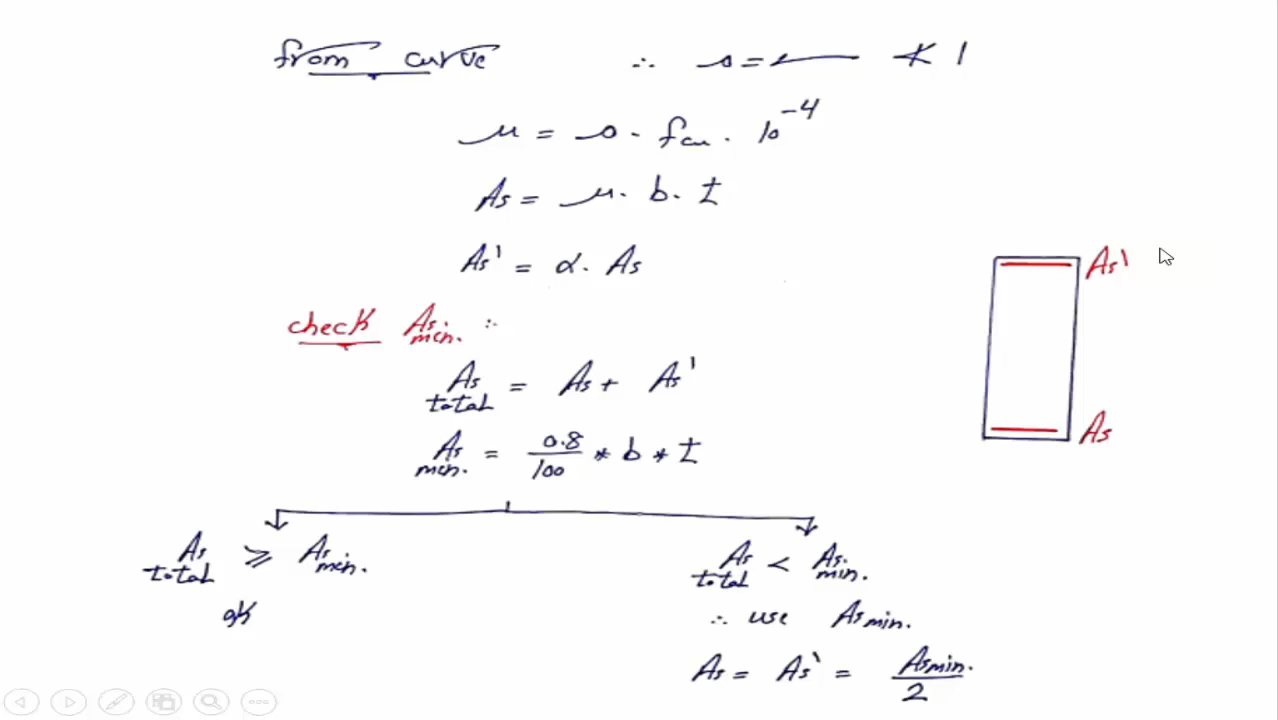 from curve ∴ ρ = — ≮ 1
μ = ρ . fcu . 10⁻⁴
As = μ . b . t
As' = α . As
check As min. :
As total = As + As'
As min. = 0.8/100 * b * t
As total ≥ As min.
ok
As total < As min.
∴ use As min.
As = As' = As min. / 2
As'
As